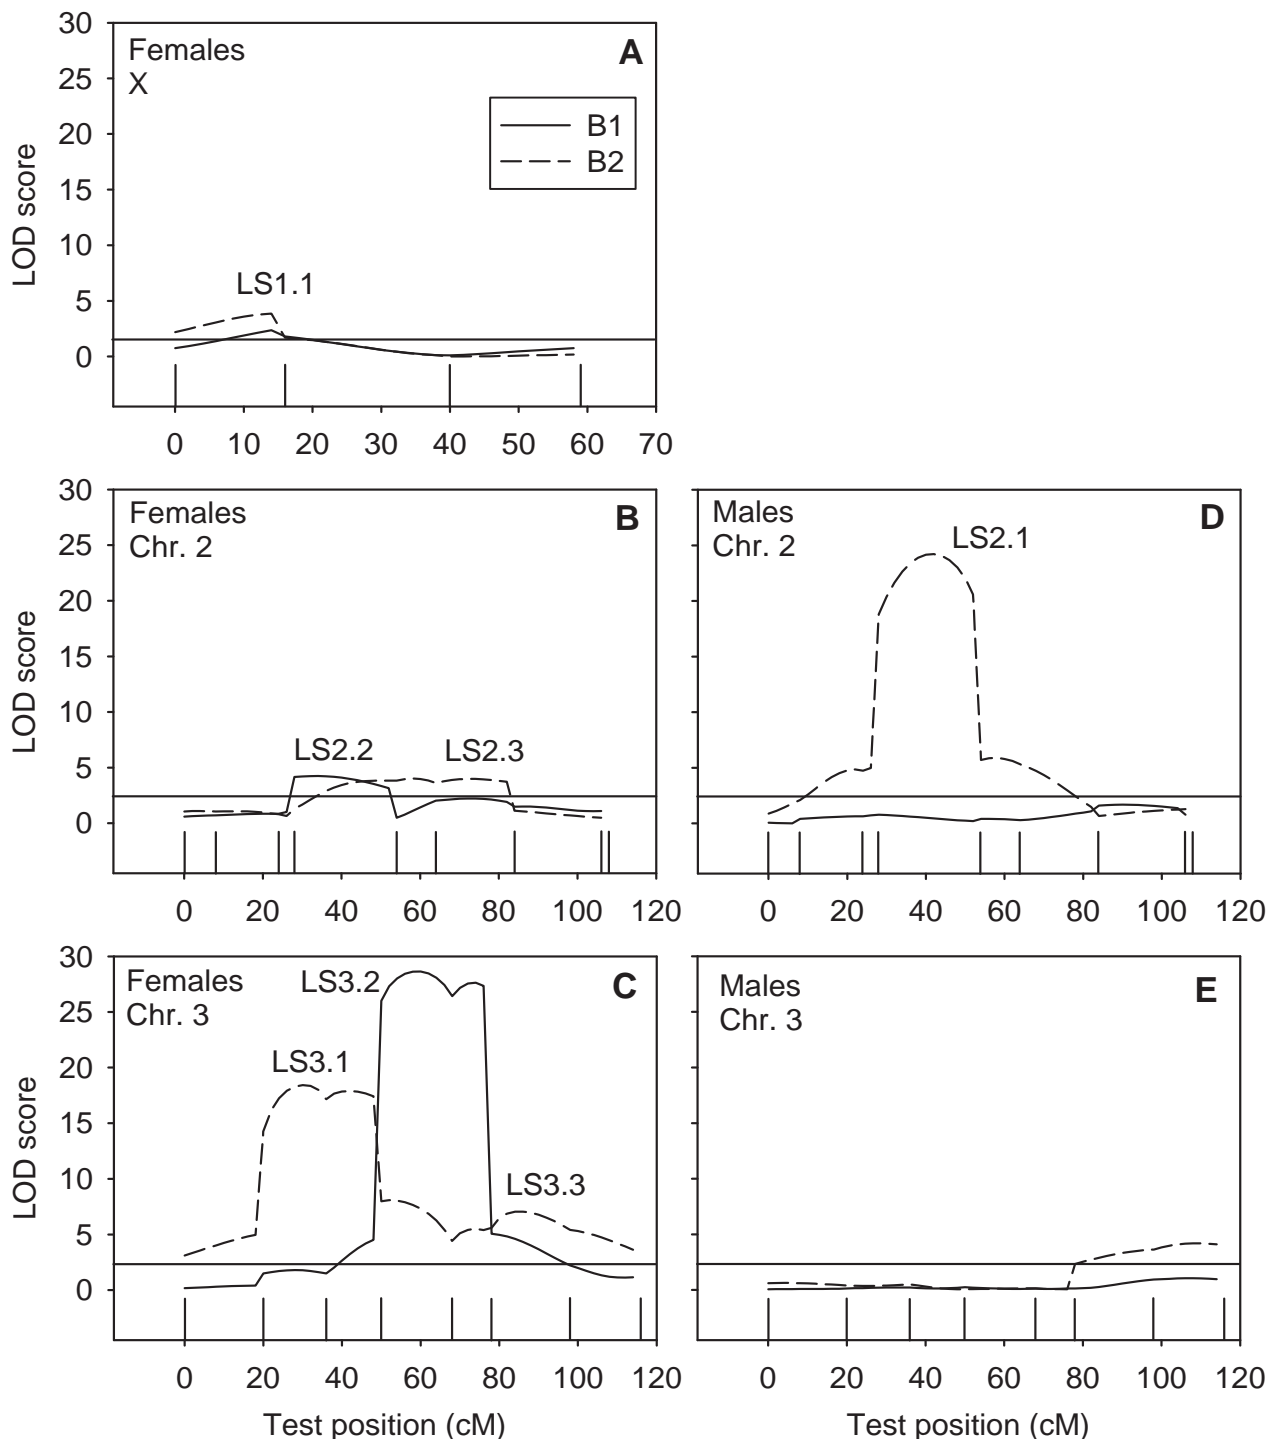 Females
X
A
B1
B2
LS1.1
LOD score
30
25
20
15
10
5
0
0 10 20 30 40 50 60 70
Females
Chr. 2
B
LS2.2
LS2.3
LOD score
30
25
20
15
10
5
0
0 20 40 60 80 100 120
Males
Chr. 2
D
LS2.1
0 20 40 60 80 100 120
Females
Chr. 3
C
LS3.2
LS3.1
LS3.3
LOD score
30
25
20
15
10
5
0
0 20 40 60 80 100 120
Test position (cM)
Males
Chr. 3
E
0 20 40 60 80 100 120
Test position (cM)